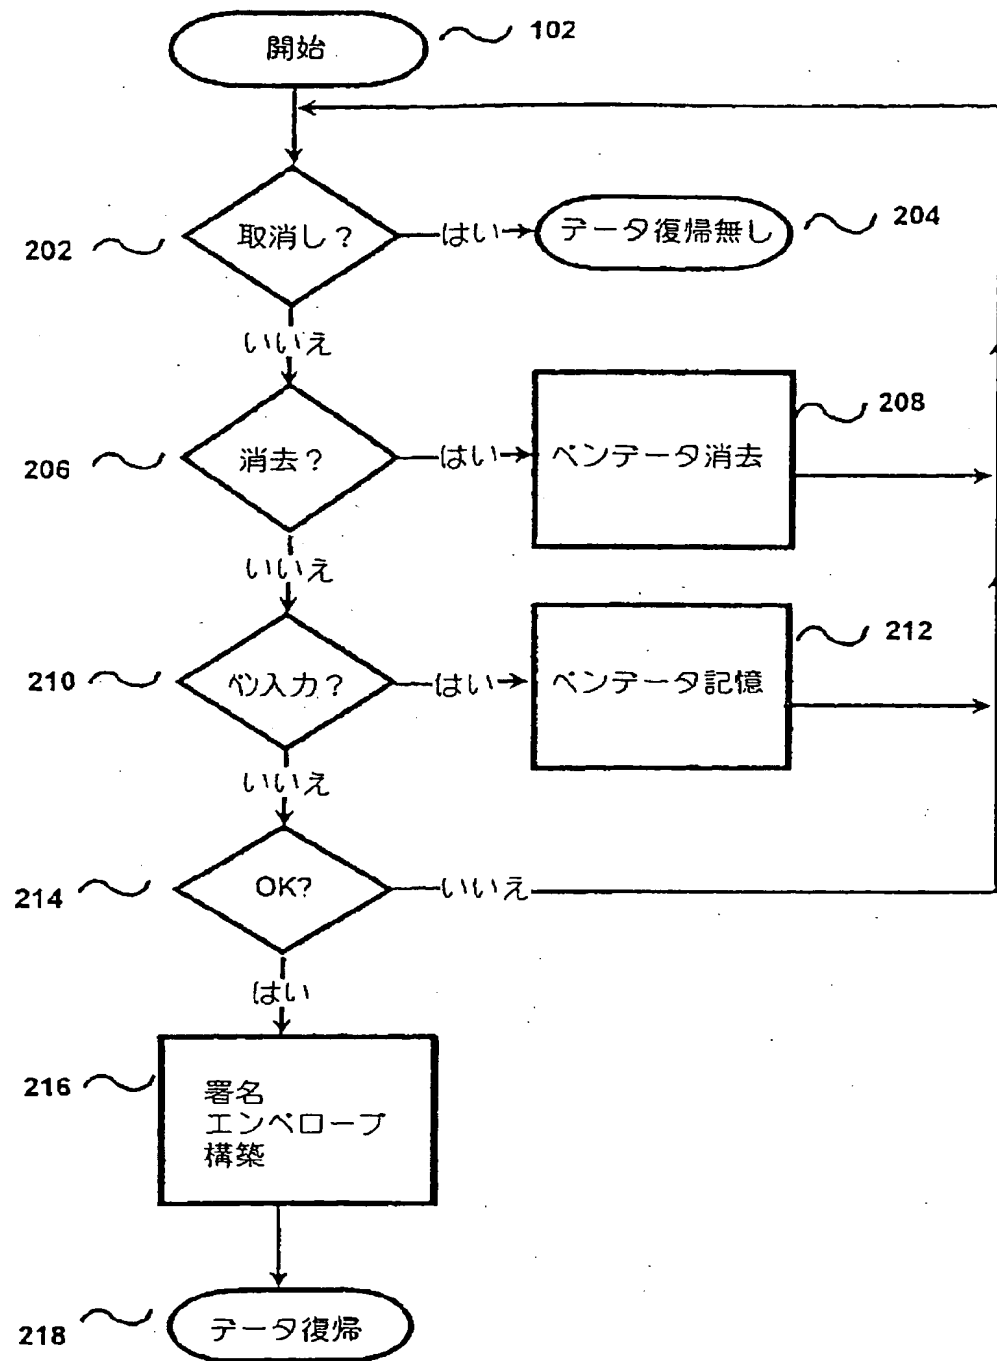 開始
102
取消し？
202
はい
データ復帰無し
204
いいえ
消去？
206
はい
ペンデータ消去
208
いいえ
ペン入力？
210
はい
ペンデータ記憶
212
いいえ
OK?
214
いいえ
はい
216
署名
エンベロープ
構築
データ復帰
218